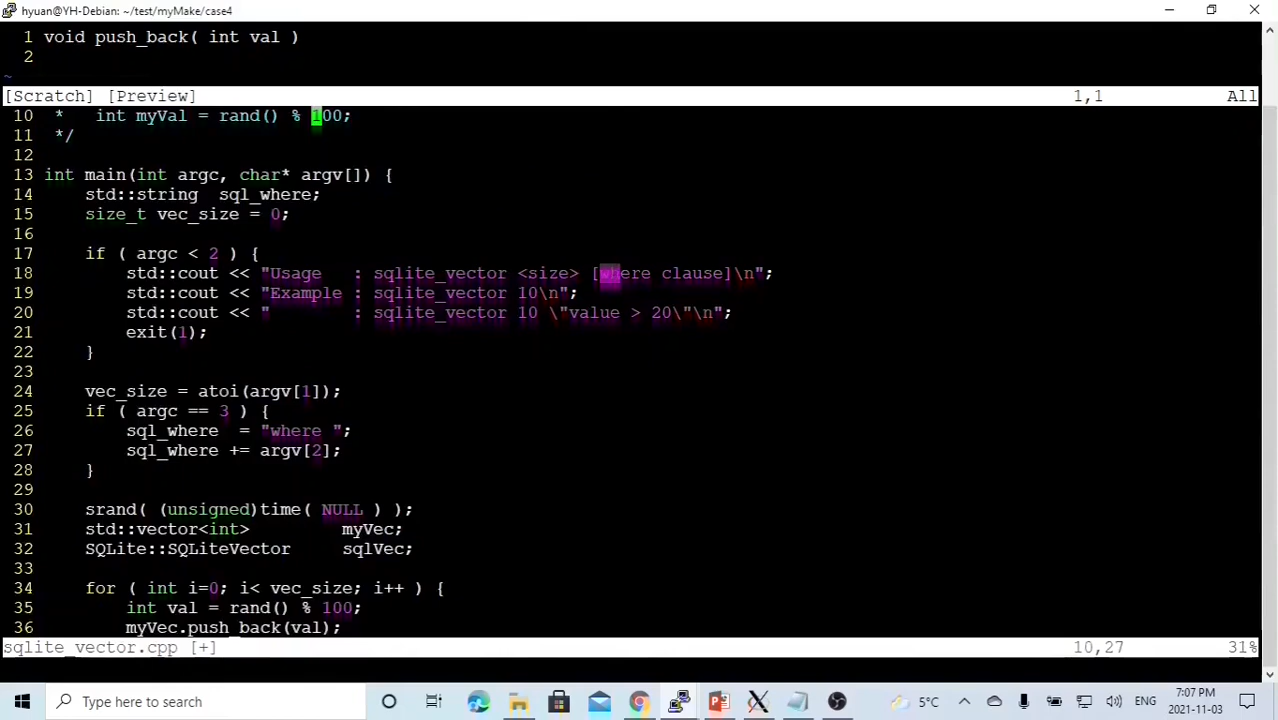 hyuan@YH-Debian: ~/test/myMake/case4
1 void push_back( int val )
2
~
[Scratch] [Preview] 1,1 All
10 *   int myVal = rand() % 100;
11 */
12
13 int main(int argc, char* argv[]) {
14     std::string  sql_where;
15     size_t vec_size = 0;
16
17     if ( argc < 2 ) {
18         std::cout << "Usage   : sqlite_vector <size> [where clause]\n";
19         std::cout << "Example : sqlite_vector 10\n";
20         std::cout << "        : sqlite_vector 10 \"value > 20\"\n";
21         exit(1);
22     }
23
24     vec_size = atoi(argv[1]);
25     if ( argc == 3 ) {
26         sql_where  = "where ";
27         sql_where += argv[2];
28     }
29
30     srand( (unsigned)time( NULL ) );
31     std::vector<int>         myVec;
32     SQLite::SQLiteVector     sqlVec;
33
34     for ( int i=0; i< vec_size; i++ ) {
35         int val = rand() % 100;
36         myVec.push_back(val);
sqlite_vector.cpp [+] 10,27 31%
Type here to search
5°C
ENG
7:07 PM
2021-11-03